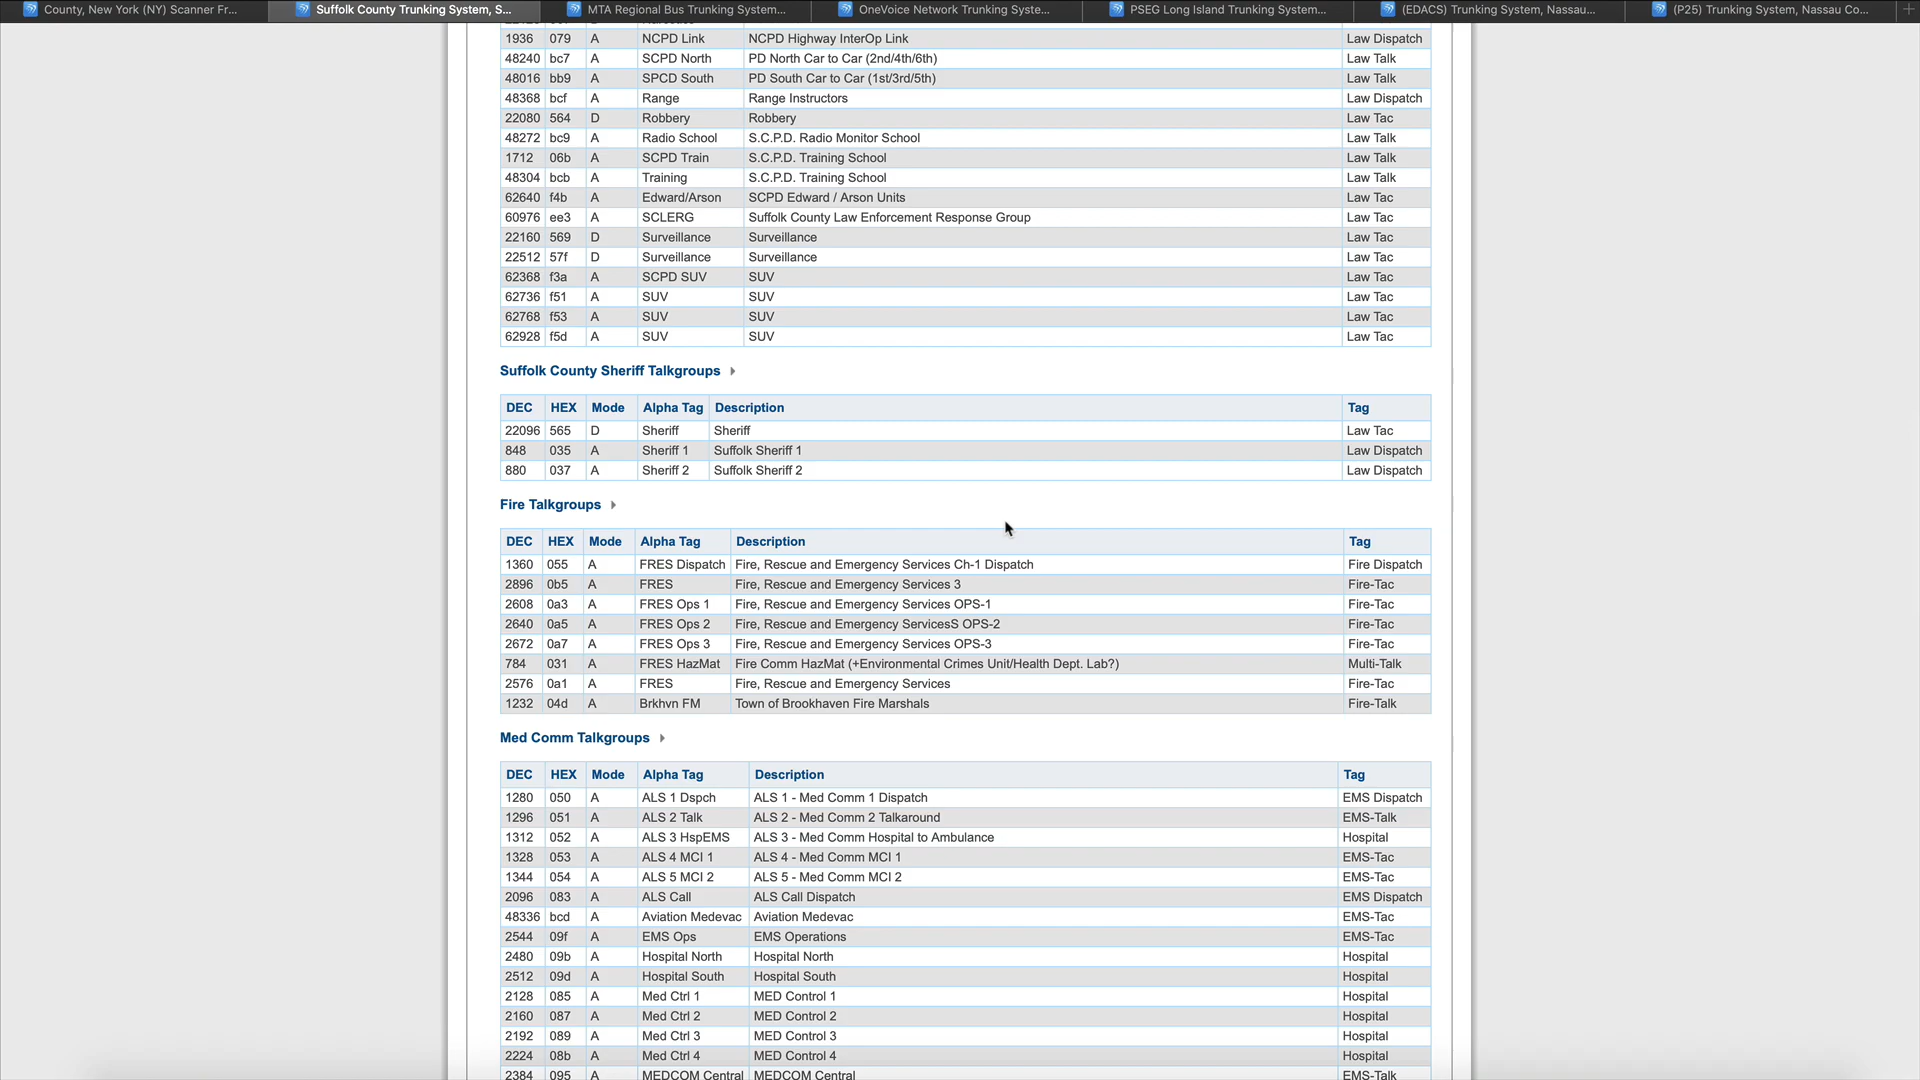 County, New York (NY) Scanner Fr...
Suffolk County Trunking System, S...
MTA Regional Bus Trunking System...
OneVoice Network Trunking Syste...
PSEG Long Island Trunking System...
(EDACS) Trunking System, Nassau...
(P25) Trunking System, Nassau Co...
1936 079 A NCPD Link NCPD Highway InterOp Link Law Dispatch
48240 bc7 A SCPD North PD North Car to Car (2nd/4th/6th) Law Talk
48016 bb9 A SPCD South PD South Car to Car (1st/3rd/5th) Law Talk
48368 bcf A Range Range Instructors Law Dispatch
22080 564 D Robbery Robbery Law Tac
48272 bc9 A Radio School S.C.P.D. Radio Monitor School Law Talk
1712 06b A SCPD Train S.C.P.D. Training School Law Talk
48304 bcb A Training S.C.P.D. Training School Law Talk
62640 f4b A Edward/Arson SCPD Edward / Arson Units Law Tac
60976 ee3 A SCLERG Suffolk County Law Enforcement Response Group Law Tac
22160 569 D Surveillance Surveillance Law Tac
22512 57f D Surveillance Surveillance Law Tac
62368 f3a A SCPD SUV SUV Law Tac
62736 f51 A SUV SUV Law Tac
62768 f53 A SUV SUV Law Tac
62928 f5d A SUV SUV Law Tac
Suffolk County Sheriff Talkgroups
DEC HEX Mode Alpha Tag Description Tag
22096 565 D Sheriff Sheriff Law Tac
848 035 A Sheriff 1 Suffolk Sheriff 1 Law Dispatch
880 037 A Sheriff 2 Suffolk Sheriff 2 Law Dispatch
Fire Talkgroups
DEC HEX Mode Alpha Tag Description Tag
1360 055 A FRES Dispatch Fire, Rescue and Emergency Services Ch-1 Dispatch Fire Dispatch
2896 0b5 A FRES Fire, Rescue and Emergency Services 3 Fire-Tac
2608 0a3 A FRES Ops 1 Fire, Rescue and Emergency Services OPS-1 Fire-Tac
2640 0a5 A FRES Ops 2 Fire, Rescue and Emergency ServicesS OPS-2 Fire-Tac
2672 0a7 A FRES Ops 3 Fire, Rescue and Emergency Services OPS-3 Fire-Tac
784 031 A FRES HazMat Fire Comm HazMat (+Environmental Crimes Unit/Health Dept. Lab?) Multi-Talk
2576 0a1 A FRES Fire, Rescue and Emergency Services Fire-Tac
1232 04d A Brkhvn FM Town of Brookhaven Fire Marshals Fire-Talk
Med Comm Talkgroups
DEC HEX Mode Alpha Tag Description Tag
1280 050 A ALS 1 Dspch ALS 1 - Med Comm 1 Dispatch EMS Dispatch
1296 051 A ALS 2 Talk ALS 2 - Med Comm 2 Talkaround EMS-Talk
1312 052 A ALS 3 HspEMS ALS 3 - Med Comm Hospital to Ambulance Hospital
1328 053 A ALS 4 MCI 1 ALS 4 - Med Comm MCI 1 EMS-Tac
1344 054 A ALS 5 MCI 2 ALS 5 - Med Comm MCI 2 EMS-Tac
2096 083 A ALS Call ALS Call Dispatch EMS Dispatch
48336 bcd A Aviation Medevac Aviation Medevac EMS-Tac
2544 09f A EMS Ops EMS Operations EMS-Tac
2480 09b A Hospital North Hospital North Hospital
2512 09d A Hospital South Hospital South Hospital
2128 085 A Med Ctrl 1 MED Control 1 Hospital
2160 087 A Med Ctrl 2 MED Control 2 Hospital
2192 089 A Med Ctrl 3 MED Control 3 Hospital
2224 08b A Med Ctrl 4 MED Control 4 Hospital
2384 095 A MEDCOM Central MEDCOM Central EMS-Talk